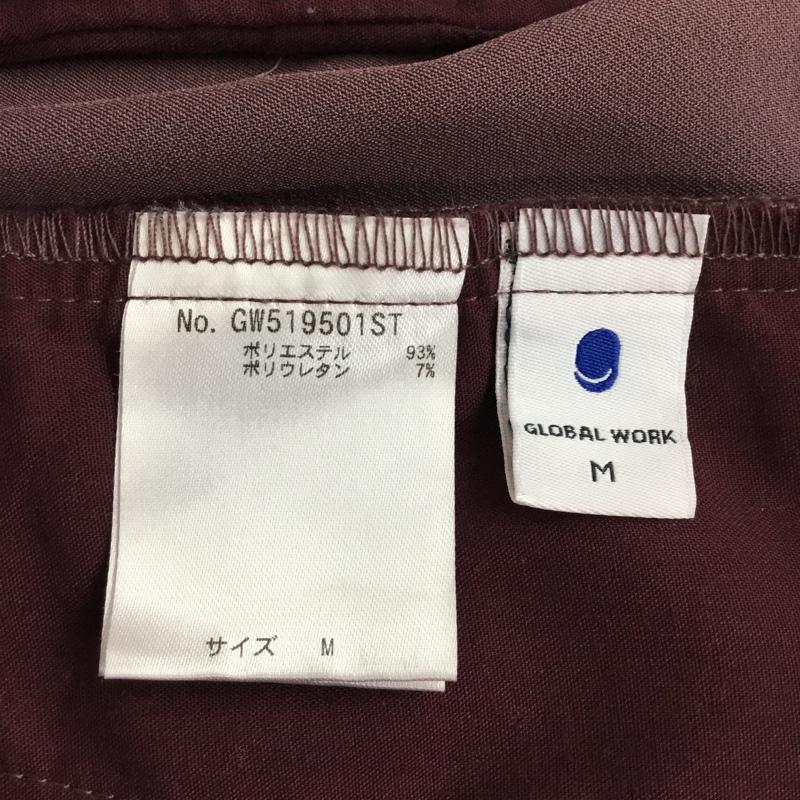 No. GW519501ST
ポリエステル 93%
ポリウレタン 7%
サイズ M
GLOBAL WORK
M